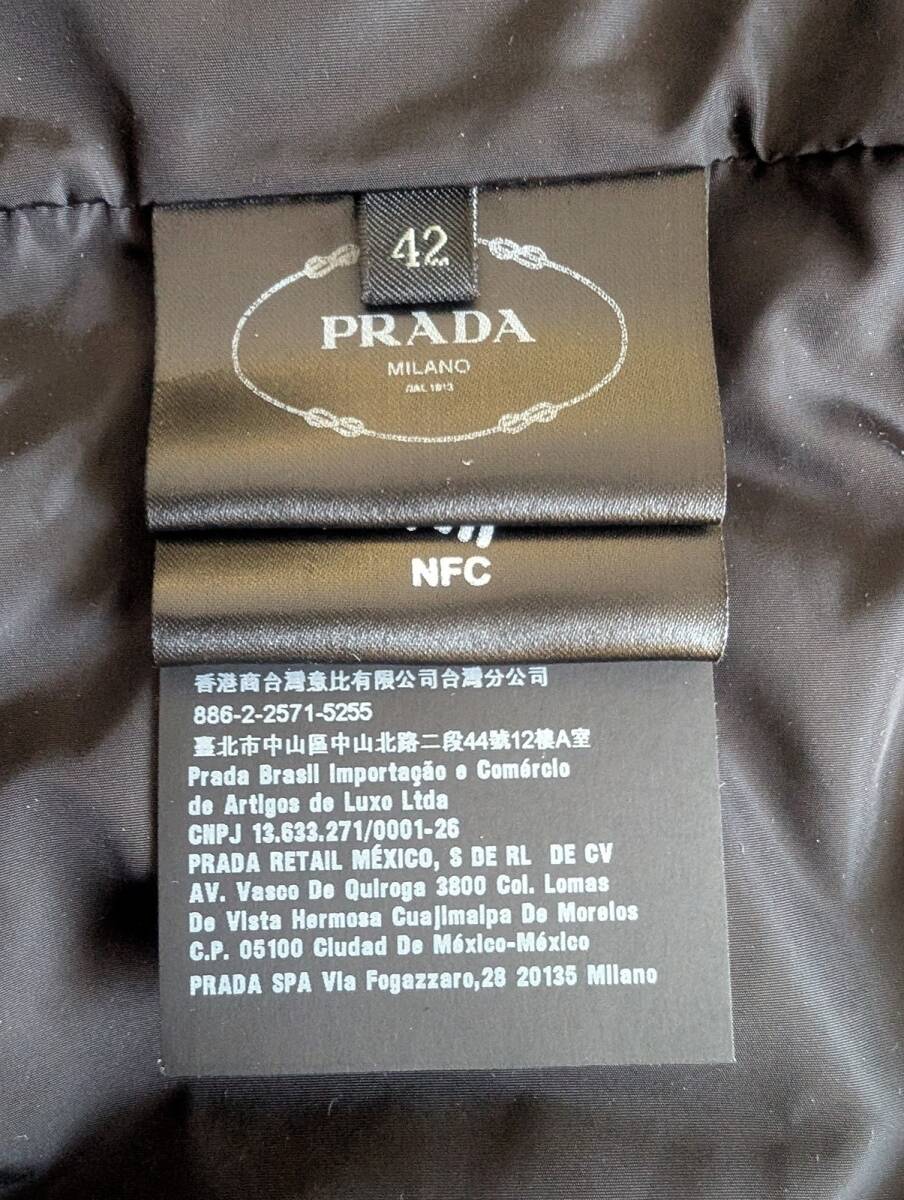 42
PRADA
MILANO
DAL 1913
NFC
香港商台灣意比有限公司台灣分公司
886-2-2571-5255
臺北市中山區中山北路二段44號12樓A室
Prada Brasil Importação e Comércio
de Artigos de Luxo Ltda
CNPJ 13.633.271/0001-26
PRADA RETAIL MÉXICO, S DE RL DE CV
AV. Vasco De Quiroga 3800 Col. Lomas
De Vista Hermosa Cuajimalpa De Morelos
C.P. 05100 Ciudad De México-México
PRADA SPA Via Fogazzaro,28 20135 Milano